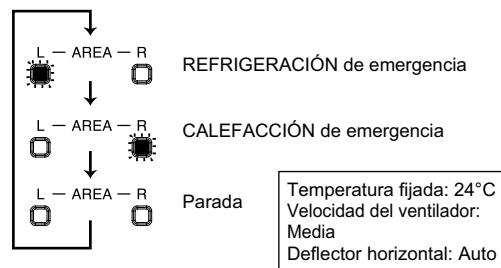 L — AREA — R
REFRIGERACIÓN de emergencia
L — AREA — R
CALEFACCIÓN de emergencia
L — AREA — R
Parada
Temperatura fijada: 24°C
Velocidad del ventilador:
Media
Deflector horizontal: Auto